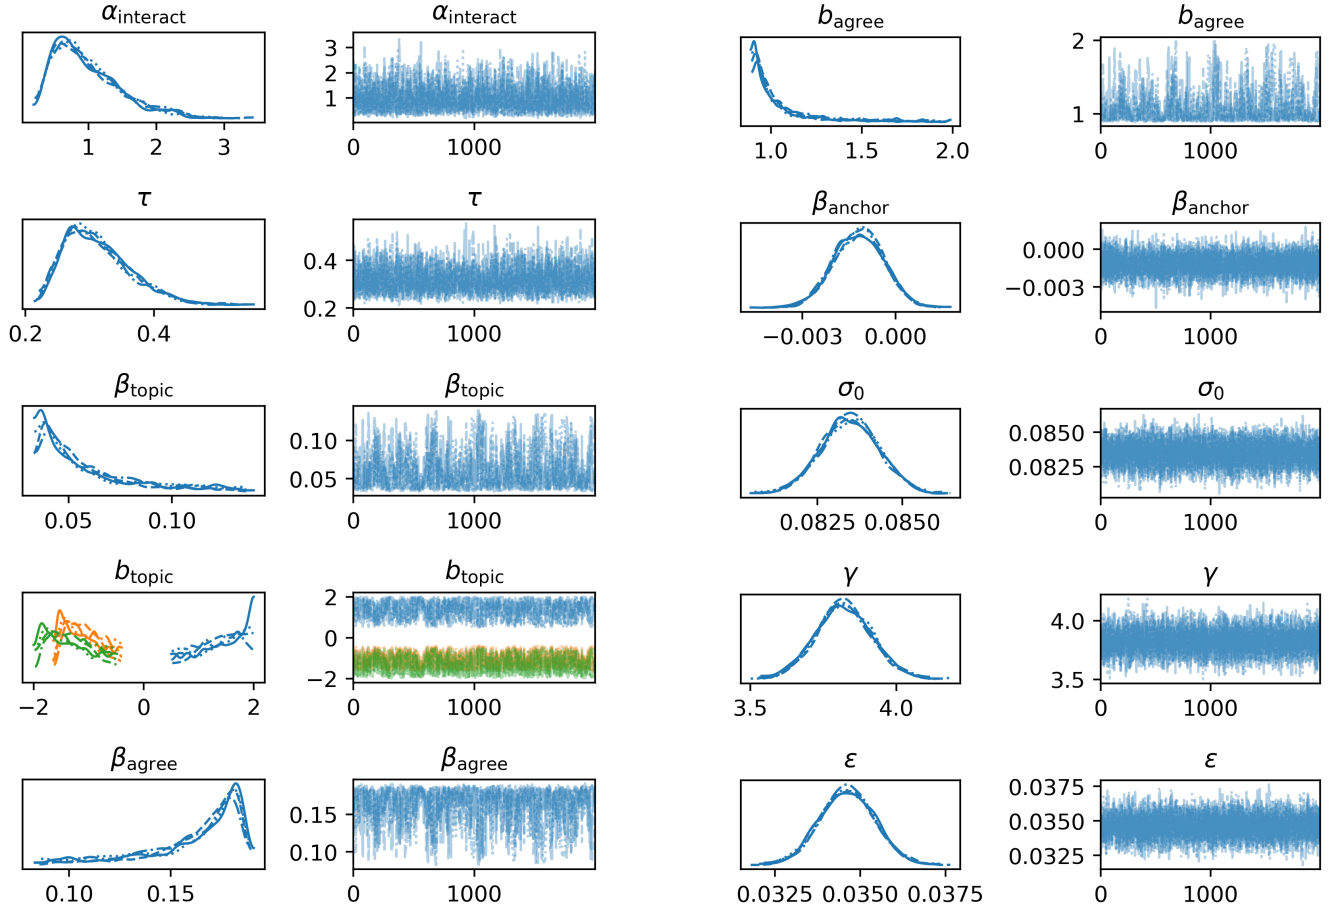 α_interact α_interact b_agree b_agree
3 2 1 2 1
1 2 3 0 1000 1.0 1.5 2.0 0 1000
τ τ β_anchor β_anchor
0.4 0.2 0.000 −0.003
0.2 0.4 0 1000 −0.003 0.000 0 1000
β_topic β_topic σ_0 σ_0
0.10 0.05 0.0850 0.0825
0.05 0.10 0 1000 0.0825 0.0850 0 1000
b_topic b_topic γ γ
2 0 −2 4.0 3.5
−2 0 2 0 1000 3.5 4.0 0 1000
β_agree β_agree ε ε
0.15 0.10 0.0375 0.0350 0.0325
0.10 0.15 0 1000 0.0325 0.0350 0.0375 0 1000